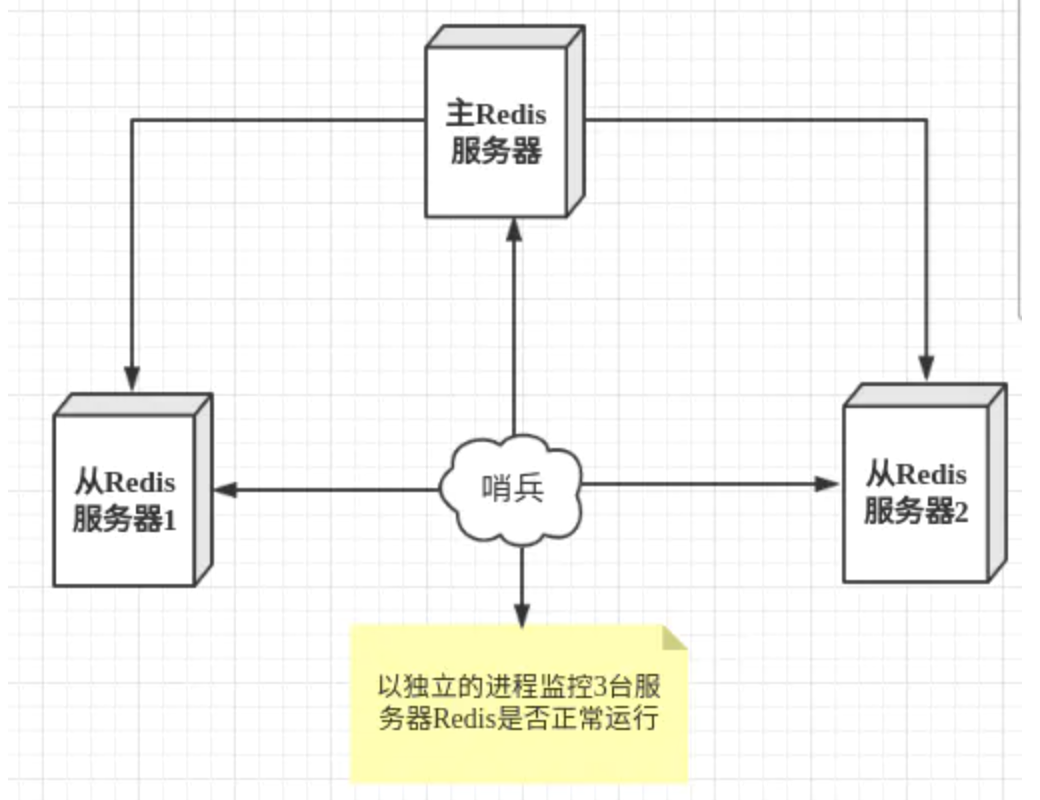 主Redis
服务器
从Redis
服务器1
哨兵
从Redis
服务器2
以独立的进程监控3台服
务器Redis是否正常运行